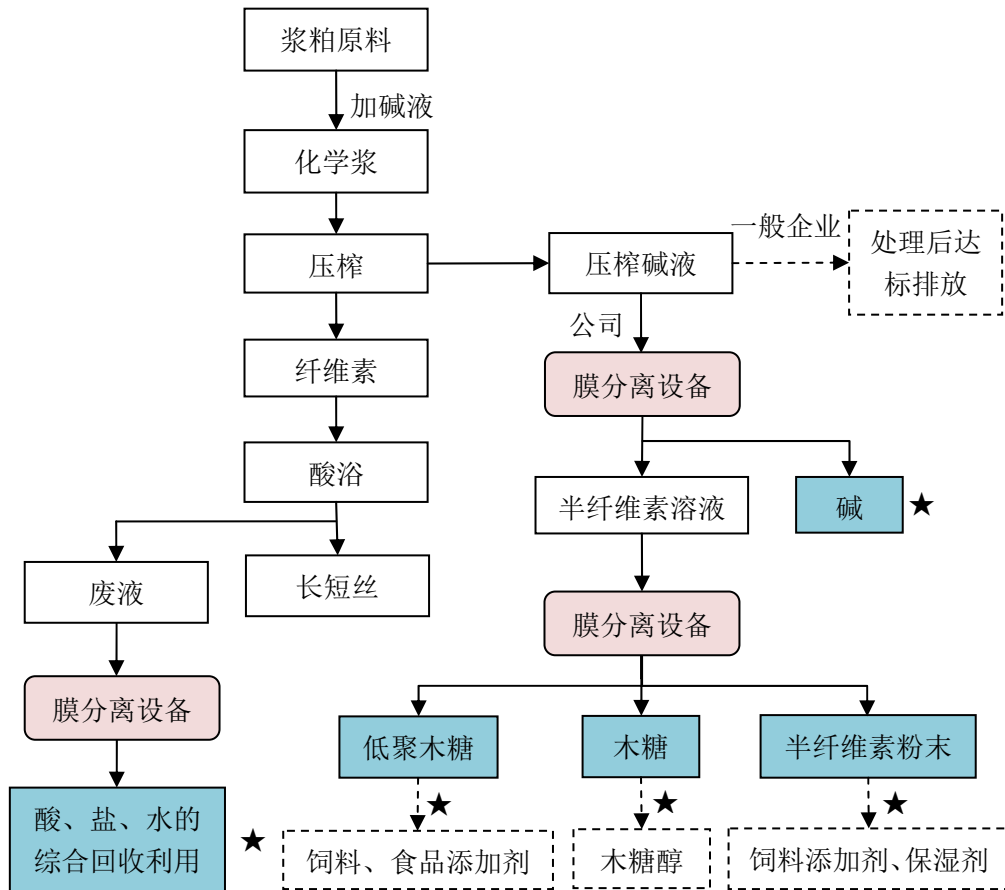 浆粕原料
加碱液
化学浆
压榨
压榨碱液
一般企业
处理后达
标排放
公司
纤维素
膜分离设备
酸浴
半纤维素溶液
碱
★
废液
长短丝
膜分离设备
膜分离设备
低聚木糖
木糖
半纤维素粉末
★
★
★
酸、盐、水的
综合回收利用
★
饲料、食品添加剂
木糖醇
饲料添加剂、保湿剂